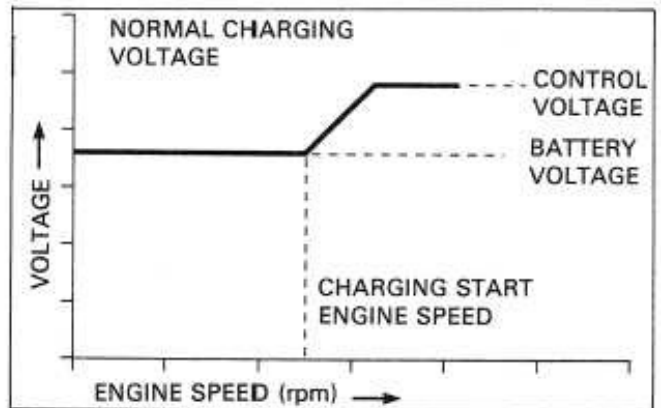 NORMAL CHARGING
VOLTAGE
CONTROL
VOLTAGE
BATTERY
VOLTAGE
VOLTAGE
CHARGING START
ENGINE SPEED
ENGINE SPEED (rpm)